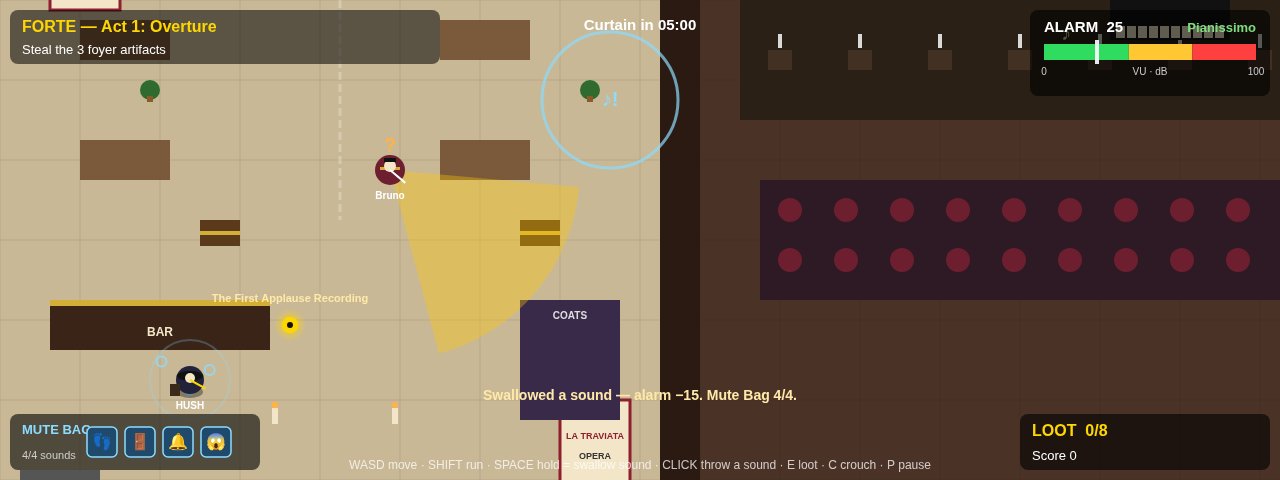 FORTE — Act 1: Overture
Steal the 3 foyer artifacts
Curtain in 05:00
ALARM 25 Pianissimo
0 VU · dB 100
♪!
?
Bruno
The First Applause Recording
BAR
COATS
HUSH
Swallowed a sound — alarm −15. Mute Bag 4/4.
MUTE BAG
4/4 sounds
LA TRAVIATA
OPERA
WASD move · SHIFT run · SPACE hold = swallow sound · CLICK throw a sound · E loot · C crouch · P pause
LOOT 0/8
Score 0